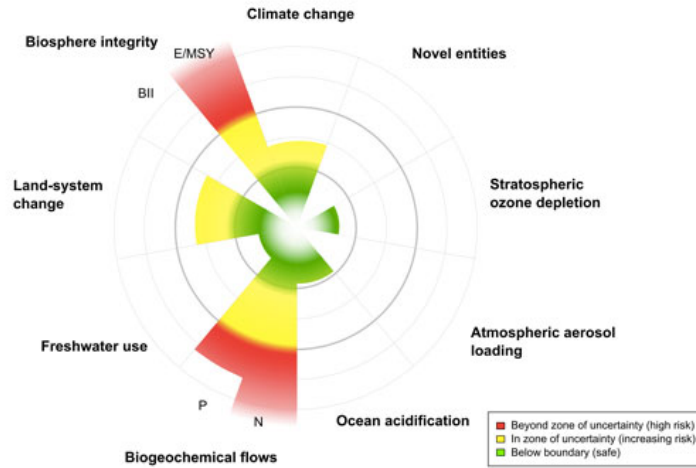 Climate change
Biosphere integrity
E/MSY
Novel entities
BII
Land-system
change
Stratospheric
ozone depletion
Freshwater use
Atmospheric aerosol
loading
P
N
Ocean acidification
Biogeochemical flows
Beyond zone of uncertainty (high risk)
In zone of uncertainty (increasing risk)
Below boundary (safe)